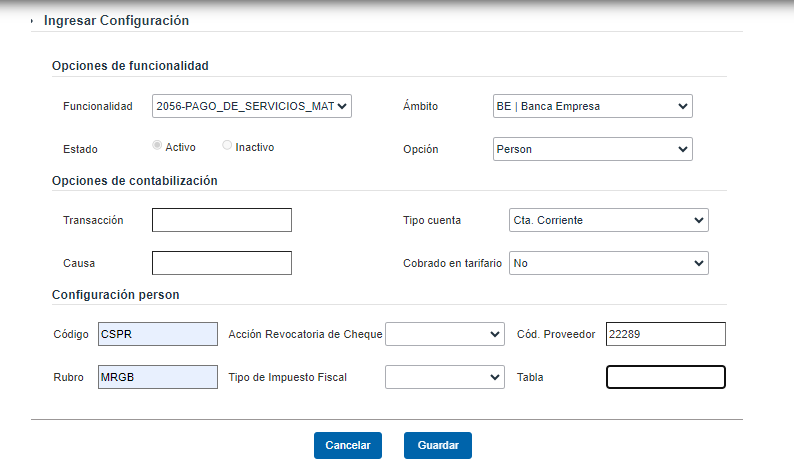 Ingresar Configuración
Opciones de funcionalidad
Funcionalidad 2056-PAGO_DE_SERVICIOS_MAT Ámbito BE | Banca Empresa
Estado Activo Inactivo Opción Person
Opciones de contabilización
Transacción Tipo cuenta Cta. Corriente
Causa Cobrado en tarifario No
Configuración person
Código CSPR Acción Revocatoria de Cheque Cód. Proveedor 22289
Rubro MRGB Tipo de Impuesto Fiscal Tabla
Cancelar Guardar